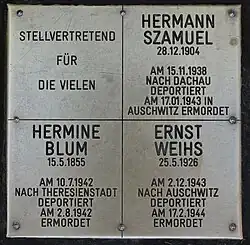 STELLVERTRETEND
FÜR
DIE VIELEN
HERMANN
SZAMUEL
28.12.1904
AM 15.11.1938
NACH DACHAU
DEPORTIERT
AM 17.01.1943 IN
AUSCHWITZ ERMORDET
HERMINE
BLUM
15.5.1855
AM 10.7.1942
NACH THERESIENSTADT
DEPORTIERT
AM 2.8.1942
ERMORDET
ERNST
WEIHS
25.5.1926
AM 2.12.1943
NACH AUSCHWITZ
DEPORTIERT
AM 17.2.1944
ERMORDET